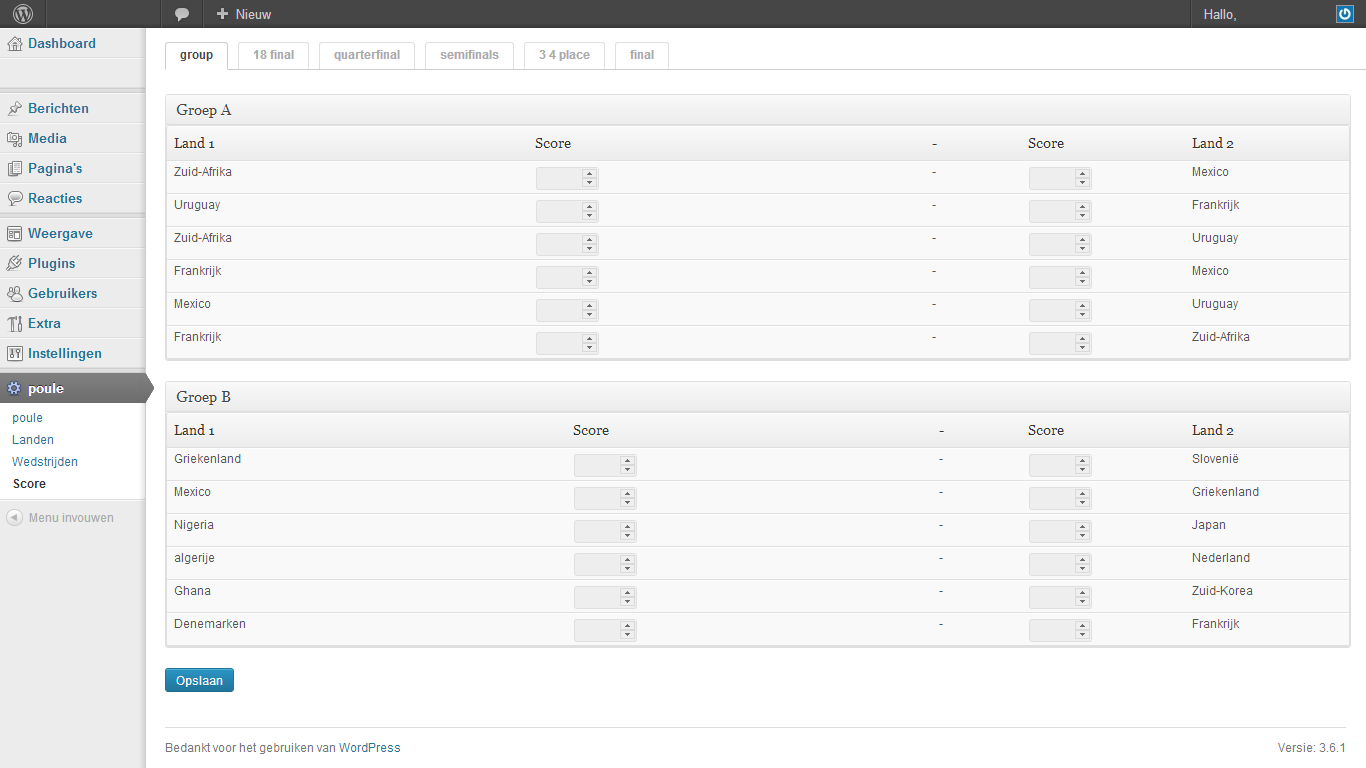 Nieuw Hallo,
Dashboard
Berichten
Media
Pagina's
Reacties
Weergave
Plugins
Gebruikers
Extra
Instellingen
poule
poule
Landen
Wedstrijden
Score
Menu invouwen
group 18 final quarterfinal semifinals 3 4 place final
Groep A
Land 1 Score - Score Land 2
Zuid-Afrika - Mexico
Uruguay - Frankrijk
Zuid-Afrika - Uruguay
Frankrijk - Mexico
Mexico - Uruguay
Frankrijk - Zuid-Afrika
Groep B
Land 1 Score - Score Land 2
Griekenland - Slovenië
Mexico - Griekenland
Nigeria - Japan
algerije - Nederland
Ghana - Zuid-Korea
Denemarken - Frankrijk
Opslaan
Bedankt voor het gebruiken van WordPress Versie: 3.6.1